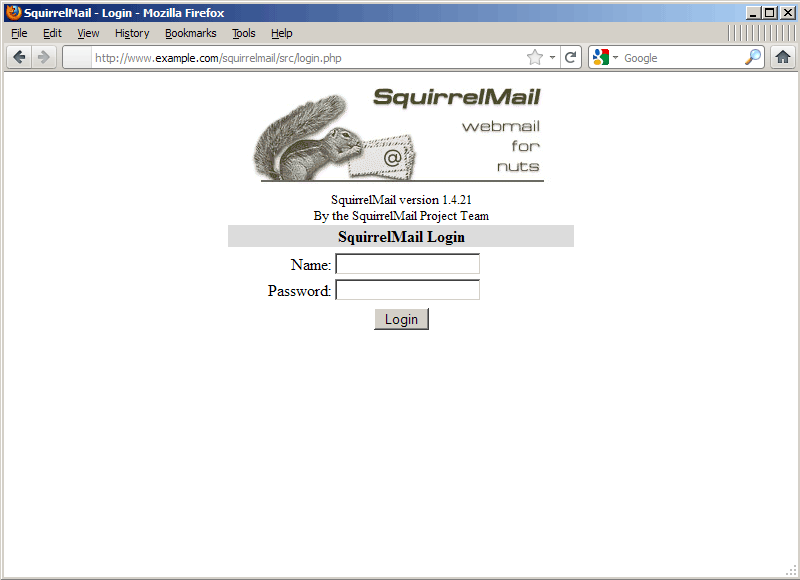 SquirrelMail - Login - Mozilla Firefox
File Edit View History Bookmarks Tools Help
http://www.example.com/squirrelmail/src/login.php Google
SquirrelMail
webmail
for
nuts
@
SquirrelMail version 1.4.21
By the SquirrelMail Project Team
SquirrelMail Login
Name:
Password:
Login